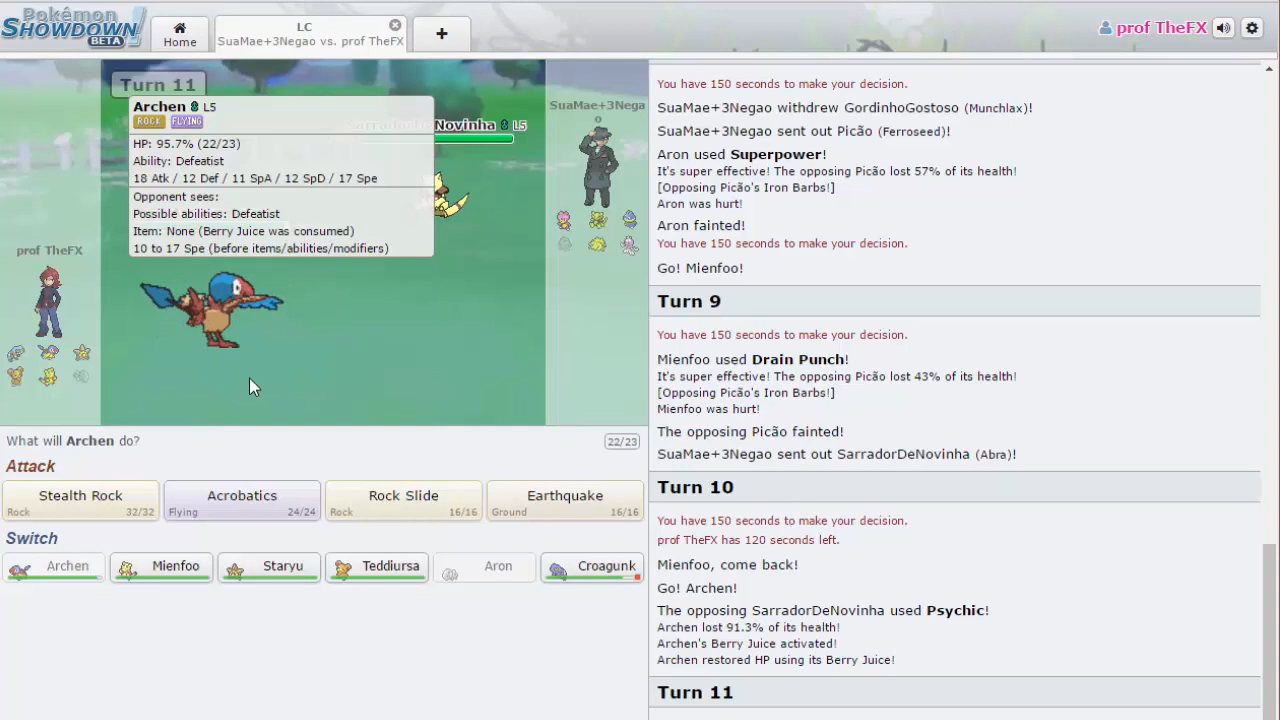 Pokémon
SHOWDOWN!
BETA
Home
LC
SuaMae+3Negao vs. prof TheFX
+
prof TheFX
Turn 11
Archen L5
ROCK FLYING
HP: 95.7% (22/23)
Ability: Defeatist
18 Atk / 12 Def / 11 SpA / 12 SpD / 17 Spe
Opponent sees:
Possible abilities: Defeatist
Item: None (Berry Juice was consumed)
10 to 17 Spe (before items/abilities/modifiers)
Novinha L5
SuaMae+3Nega
o
prof TheFX
What will Archen do?
22/23
Attack
Stealth Rock
Rock 32/32
Acrobatics
Flying 24/24
Rock Slide
Rock 16/16
Earthquake
Ground 16/16
Switch
Archen
Mienfoo
Staryu
Teddiursa
Aron
Croagunk
You have 150 seconds to make your decision.
SuaMae+3Negao withdrew GordinhoGostoso (Munchlax)!
SuaMae+3Negao sent out Picão (Ferroseed)!
Aron used Superpower!
It's super effective! The opposing Picão lost 57% of its health!
[Opposing Picão's Iron Barbs!]
Aron was hurt!
Aron fainted!
You have 150 seconds to make your decision.
Go! Mienfoo!
Turn 9
You have 150 seconds to make your decision.
Mienfoo used Drain Punch!
It's super effective! The opposing Picão lost 43% of its health!
[Opposing Picão's Iron Barbs!]
Mienfoo was hurt!
The opposing Picão fainted!
SuaMae+3Negao sent out SarradorDeNovinha (Abra)!
Turn 10
You have 150 seconds to make your decision.
prof TheFX has 120 seconds left.
Mienfoo, come back!
Go! Archen!
The opposing SarradorDeNovinha used Psychic!
Archen lost 91.3% of its health!
Archen's Berry Juice activated!
Archen restored HP using its Berry Juice!
Turn 11